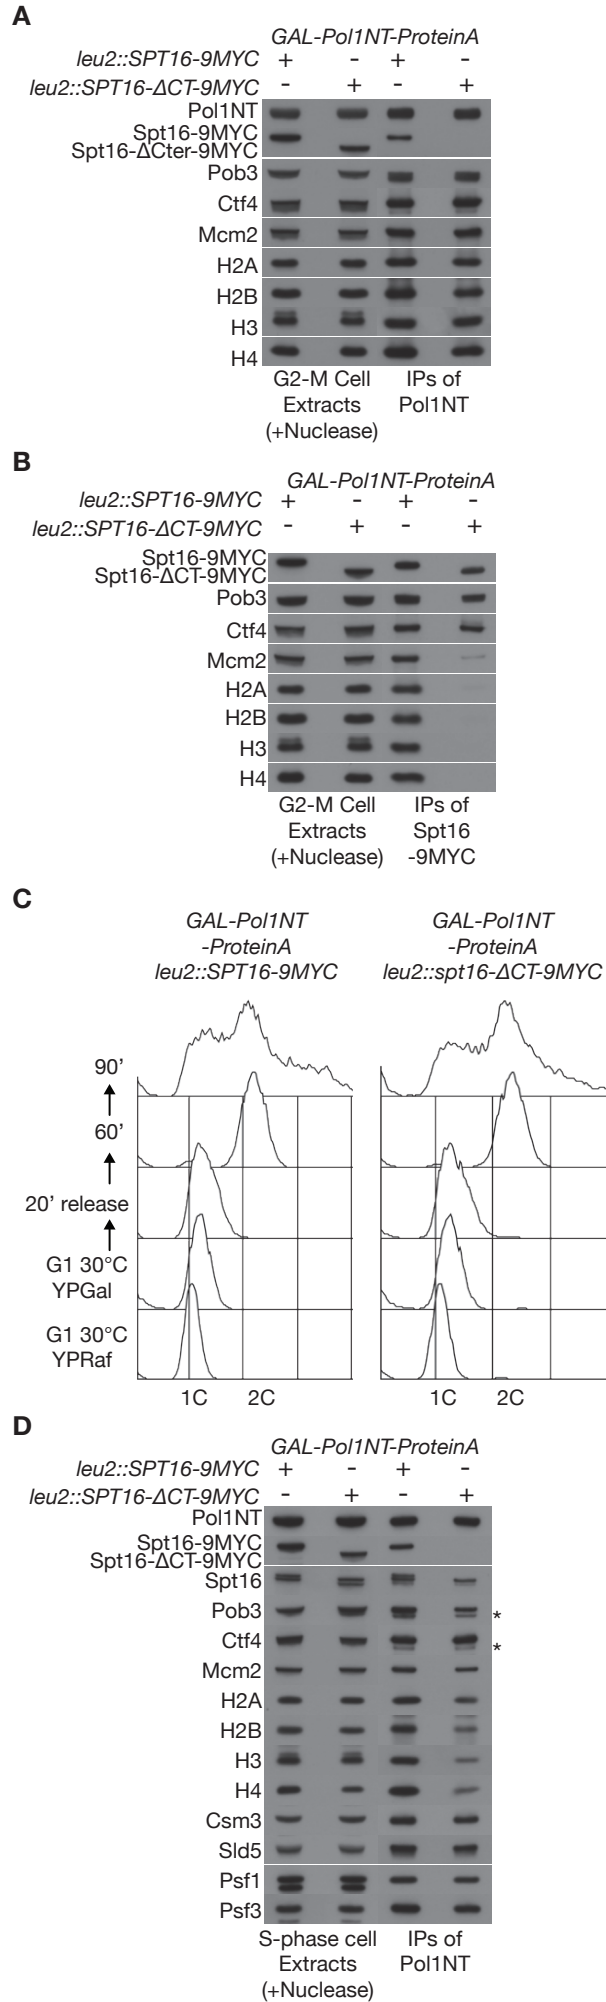 A
GAL-Pol1NT-ProteinA
leu2::SPT16-9MYC + - + -
leu2::SPT16-ΔCT-9MYC - + - +
Pol1NT
Spt16-9MYC
Spt16-ΔCter-9MYC
Pob3
Ctf4
Mcm2
H2A
H2B
H3
H4
G2-M Cell
Extracts
(+Nuclease)
IPs of
Pol1NT
B
GAL-Pol1NT-ProteinA
leu2::SPT16-9MYC + - + -
leu2::SPT16-ΔCT-9MYC - + - +
Spt16-9MYC
Spt16-ΔCT-9MYC
Pob3
Ctf4
Mcm2
H2A
H2B
H3
H4
G2-M Cell
Extracts
(+Nuclease)
IPs of
Spt16
-9MYC
C
GAL-Pol1NT
-ProteinA
leu2::SPT16-9MYC
GAL-Pol1NT
-ProteinA
leu2::spt16-ΔCT-9MYC
90’
60’
20’ release
G1 30°C
YPGal
G1 30°C
YPRaf
1C 2C
1C 2C
D
GAL-Pol1NT-ProteinA
leu2::SPT16-9MYC + - + -
leu2::SPT16-ΔCT-9MYC - + - +
Pol1NT
Spt16-9MYC
Spt16-ΔCT-9MYC
Spt16
Pob3 *
Ctf4 *
Mcm2
H2A
H2B
H3
H4
Csm3
Sld5
Psf1
Psf3
S-phase cell
Extracts
(+Nuclease)
IPs of
Pol1NT